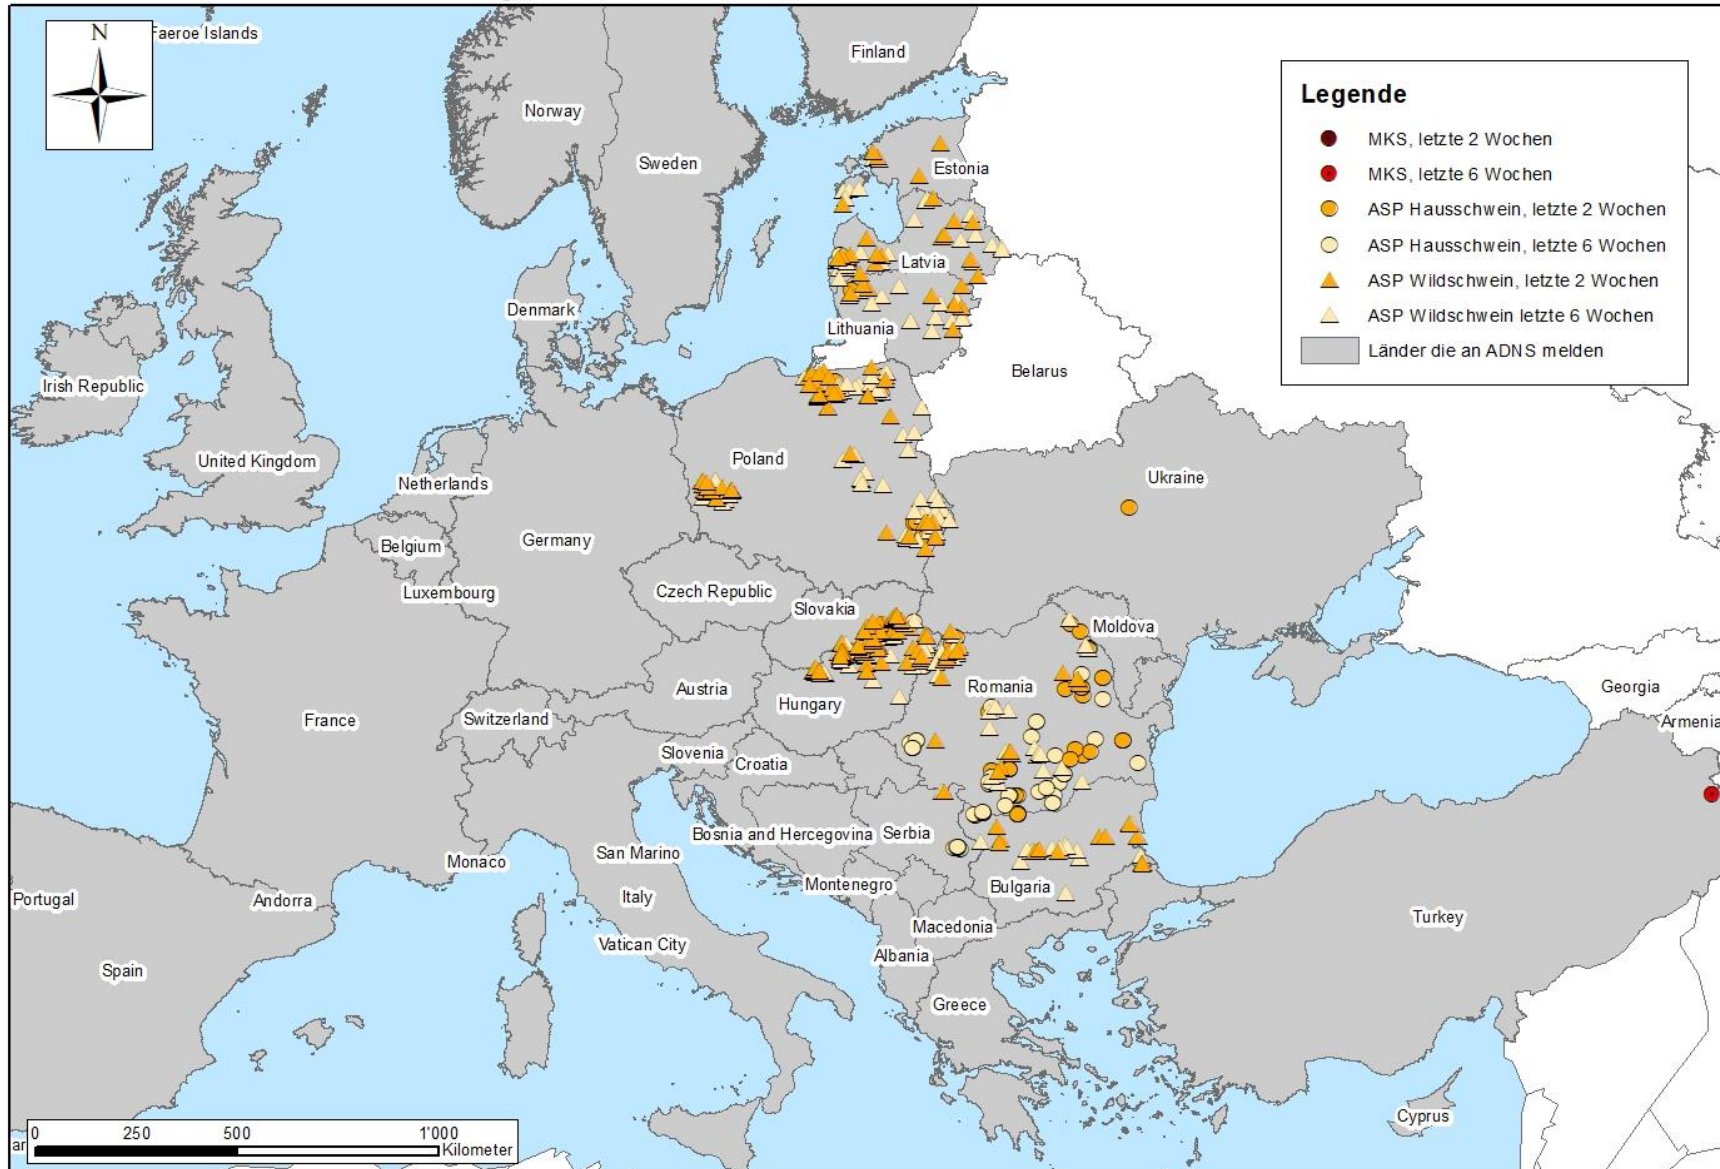 N
Faeroe Islands
Finland
Norway
Sweden
Estonia
Legende
MKS, letzte 2 Wochen
MKS, letzte 6 Wochen
ASP Hausschwein, letzte 2 Wochen
ASP Hausschwein, letzte 6 Wochen
ASP Wildschwein, letzte 2 Wochen
ASP Wildschwein letzte 6 Wochen
Länder die an ADNS melden
Latvia
Denmark
Lithuania
Belarus
Irish Republic
United Kingdom
Netherlands
Poland
Ukraine
Belgium
Germany
Luxembourg
Czech Republic
Slovakia
Moldova
Austria
Hungary
Romania
Georgia
France
Switzerland
Armenia
Slovenia
Croatia
Bosnia and Hercegovina
Serbia
Monaco
San Marino
Montenegro
Bulgaria
Portugal
Andorra
Italy
Macedonia
Turkey
Vatican City
Albania
Spain
Greece
Cyprus
0 250 500 1'000
Kilometer